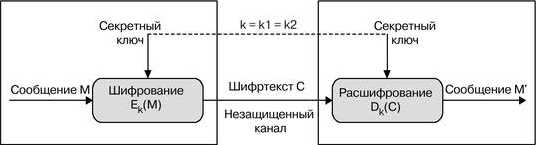 Секретный
ключ
k = k1 = k2
Секретный
ключ
Сообщение M
Шифрование
Eₖ(M)
Шифртекст C
Незащищенный
канал
Расшифрование
Dₖ(C)
Сообщение M'